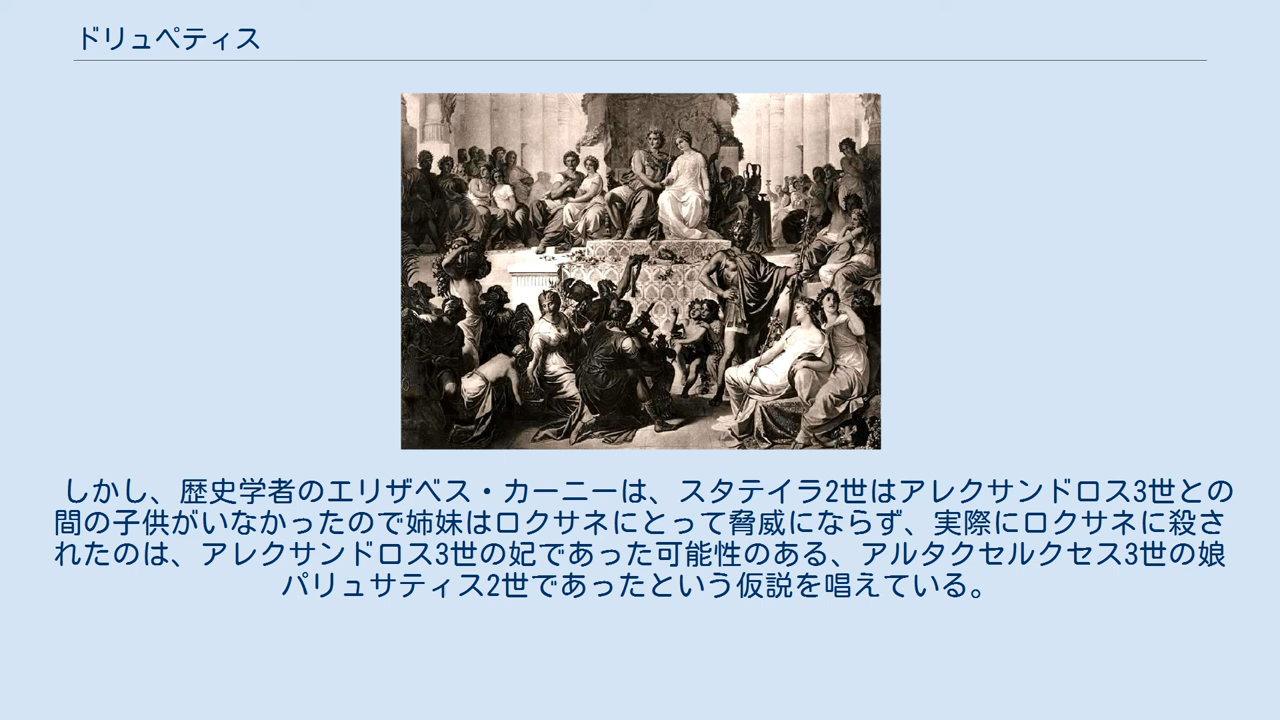 ドリュペティス
しかし、歴史学者のエリザベス・カーニーは、スタテイラ2世はアレクサンドロス3世との
間の子供がいなかったので姉妹はロクサネにとって脅威にならず、実際にロクサネに殺さ
れたのは、アレクサンドロス3世の妃であった可能性のある、アルタクセルクセス3世の娘
パリュサティス2世であったという仮説を唱えている。